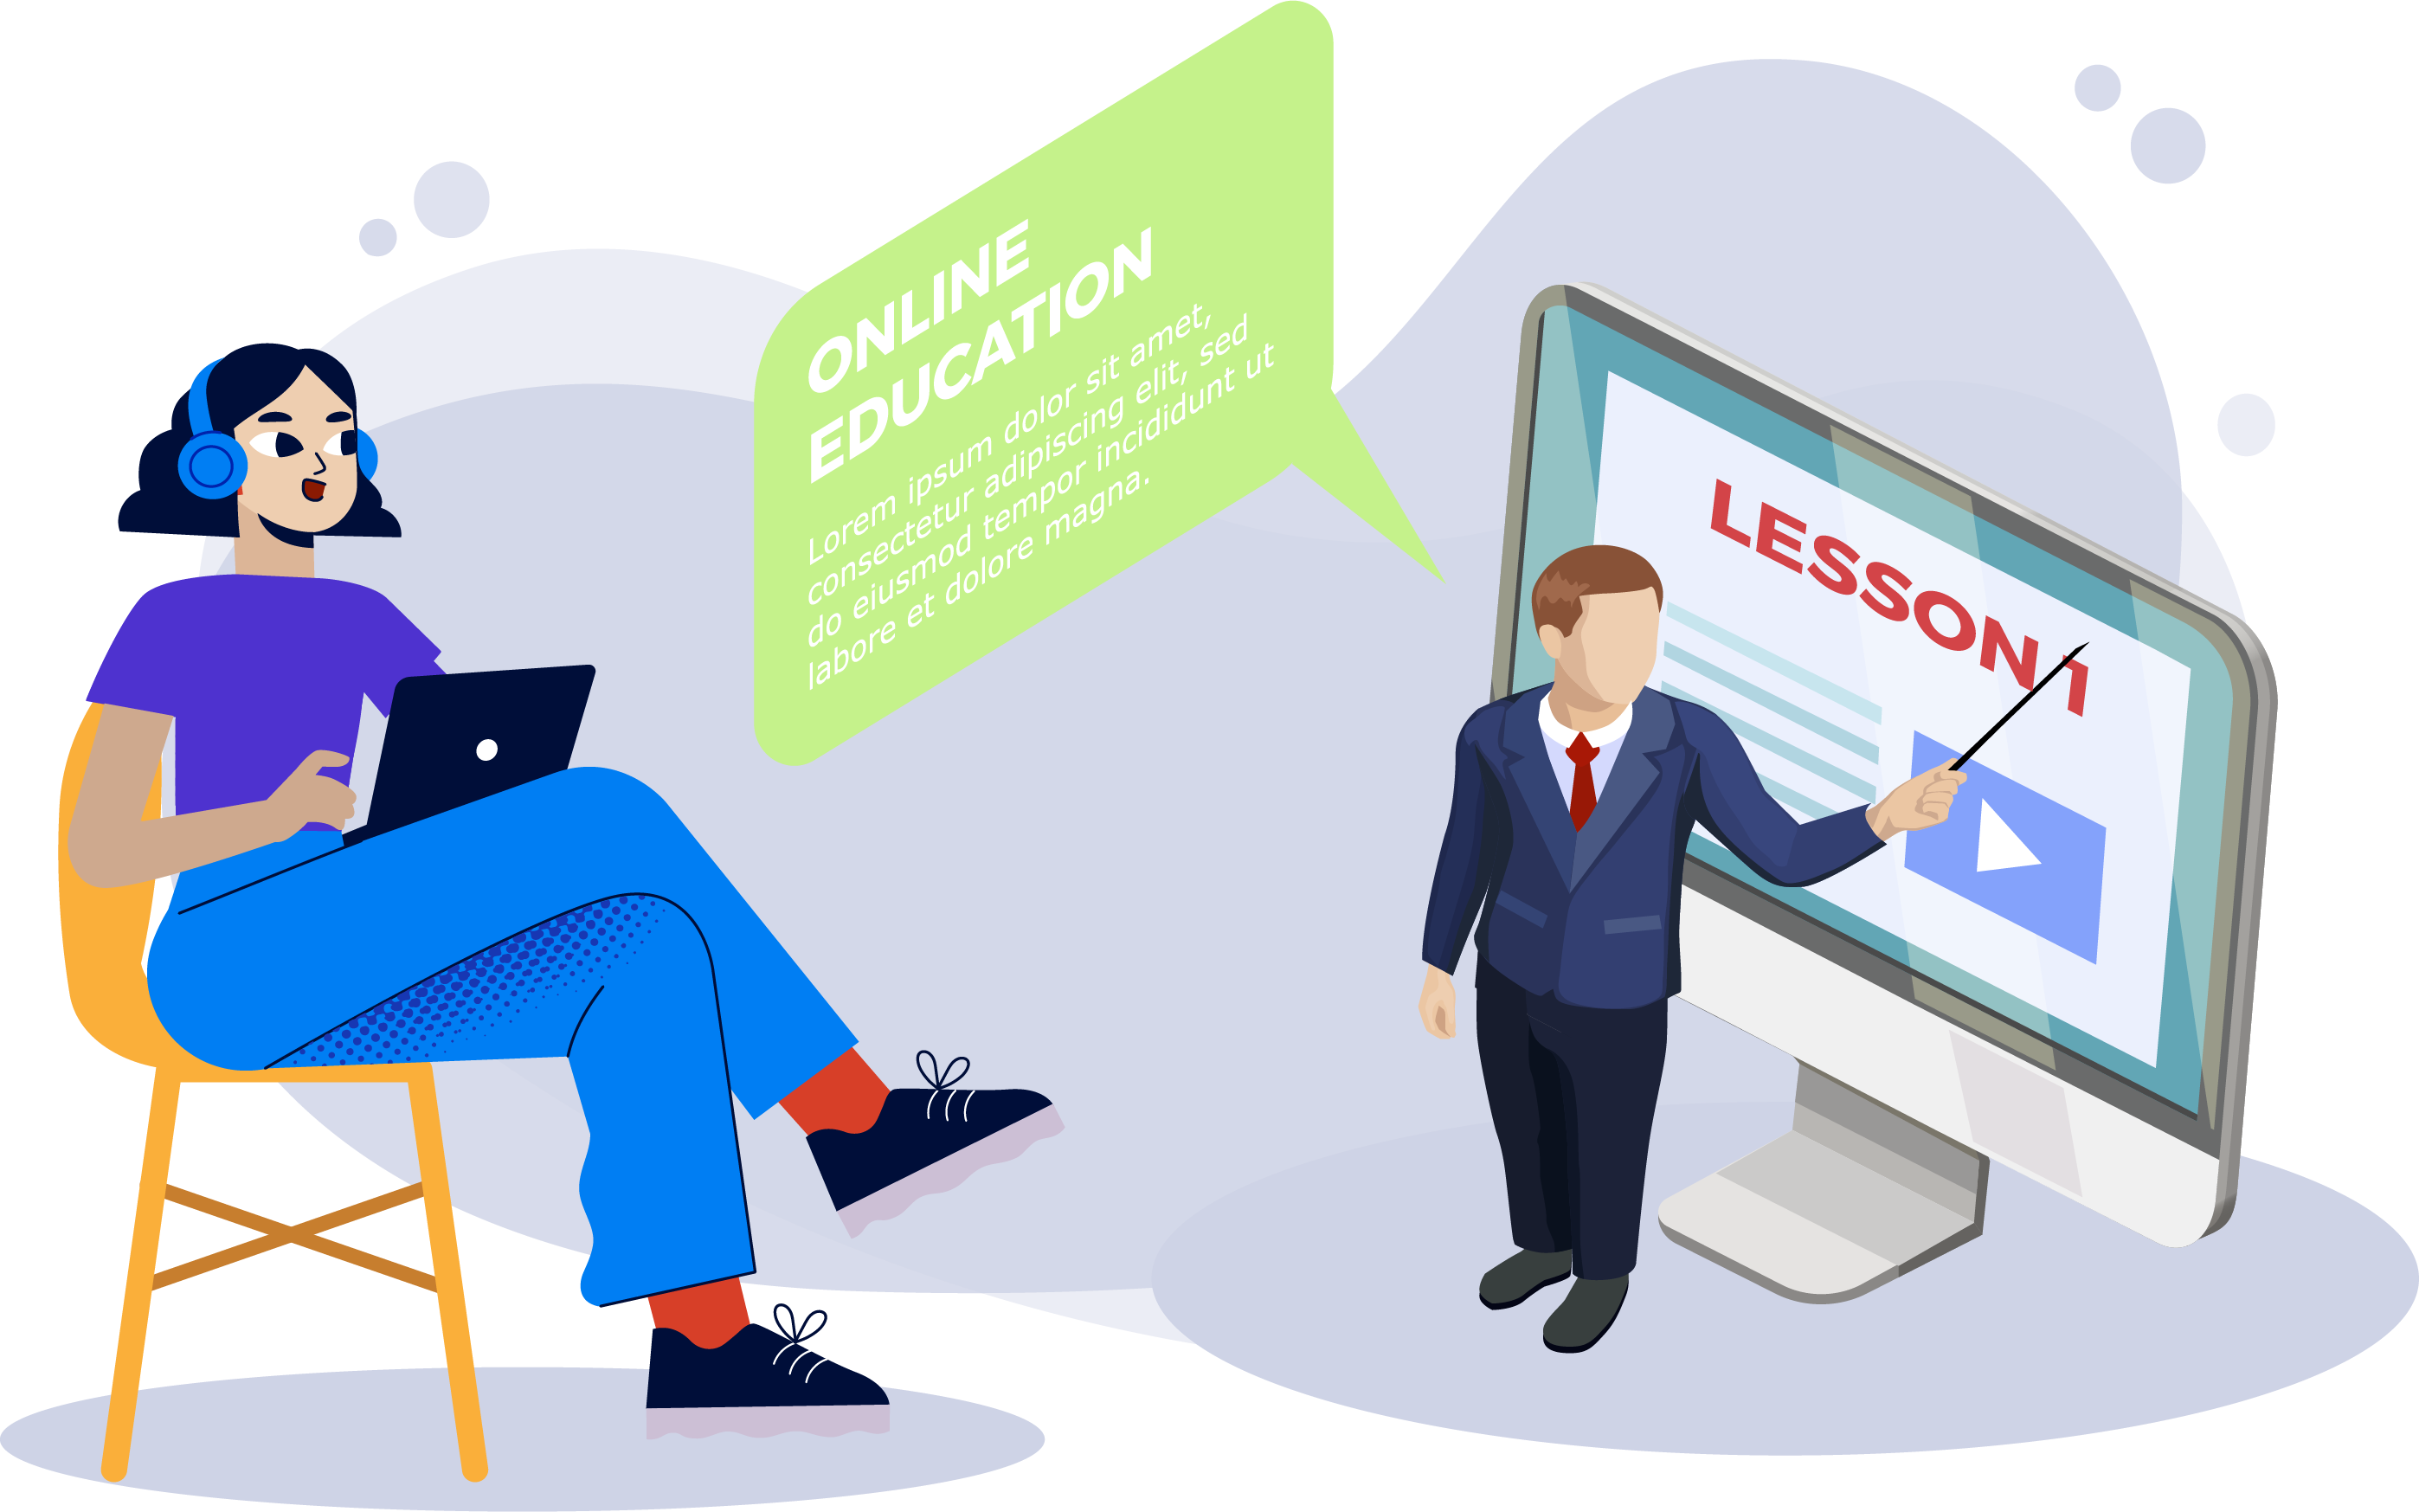 ONLINE
EDUCATION
Lorem ipsum dolor sit amet,
consectetur adipiscing elit, sed
do eiusmod tempor incididunt ut
labore et dolore magna.
LESSON 1